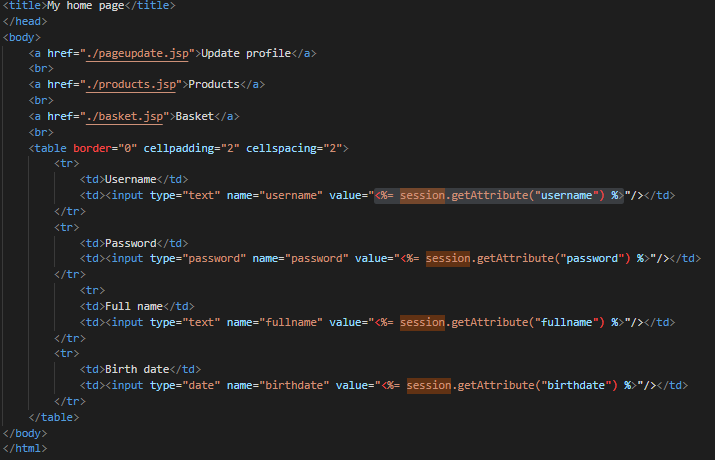 <title>My home page</title>
</head>
<body>
    <a href="./pageupdate.jsp">Update profile</a>
    <br>
    <a href="./products.jsp">Products</a>
    <br>
    <a href="./basket.jsp">Basket</a>
    <br>
    <table border="0" cellpadding="2" cellspacing="2">
        <tr>
            <td>Username</td>
            <td><input type="text" name="username" value="<%= session.getAttribute("username") %>"/></td>
        </tr>
        <tr>
            <td>Password</td>
            <td><input type="password" name="password" value="<%= session.getAttribute("password") %>"/></td>
        </tr>
            <tr>
            <td>Full name</td>
            <td><input type="text" name="fullname" value="<%= session.getAttribute("fullname") %>"/></td>
        </tr>
        <tr>
            <td>Birth date</td>
            <td><input type="date" name="birthdate" value="<%= session.getAttribute("birthdate") %>"/></td>
        </tr>
    </table>
</body>
</html>